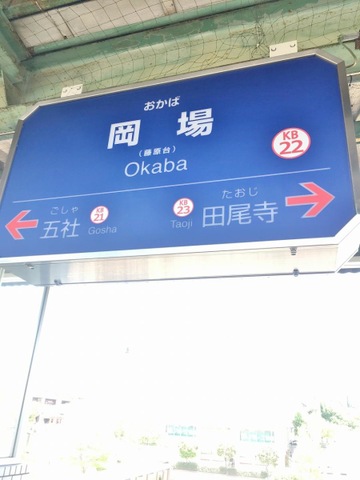 おかば
岡場
(藤原台)
Okaba
KB
22
ごしゃ
五社
KB
21
Gosha
KB
23
Taoji
たおじ
田尾寺